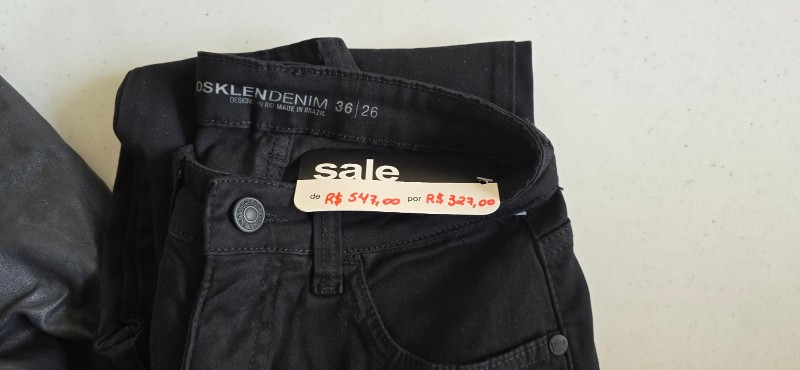 OSKLENDENIM 36|26
DESIGN IN RIO MADE IN BRAZIL
sale
de R$ 547,00 por R$ 327,00